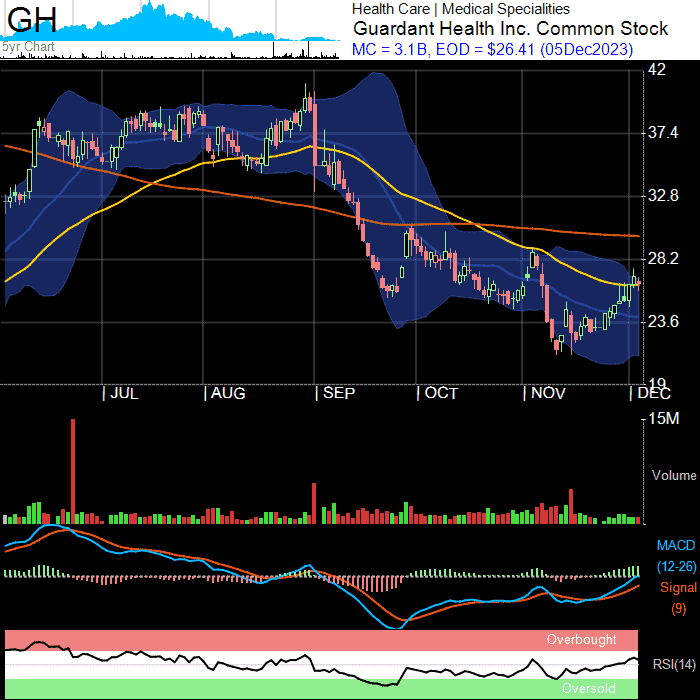 GH
Health Care | Medical Specialities
Guardant Health Inc. Common Stock
5yr Chart
MC = 3.1B, EOD = $26.41 (05Dec2023)
42
37.4
32.8
28.2
23.6
19
| JUL | AUG | SEP | OCT | NOV | DEC
15M
Volume
MACD
(12-26)
Signal
(9)
Overbought
RSI(14)
Oversold